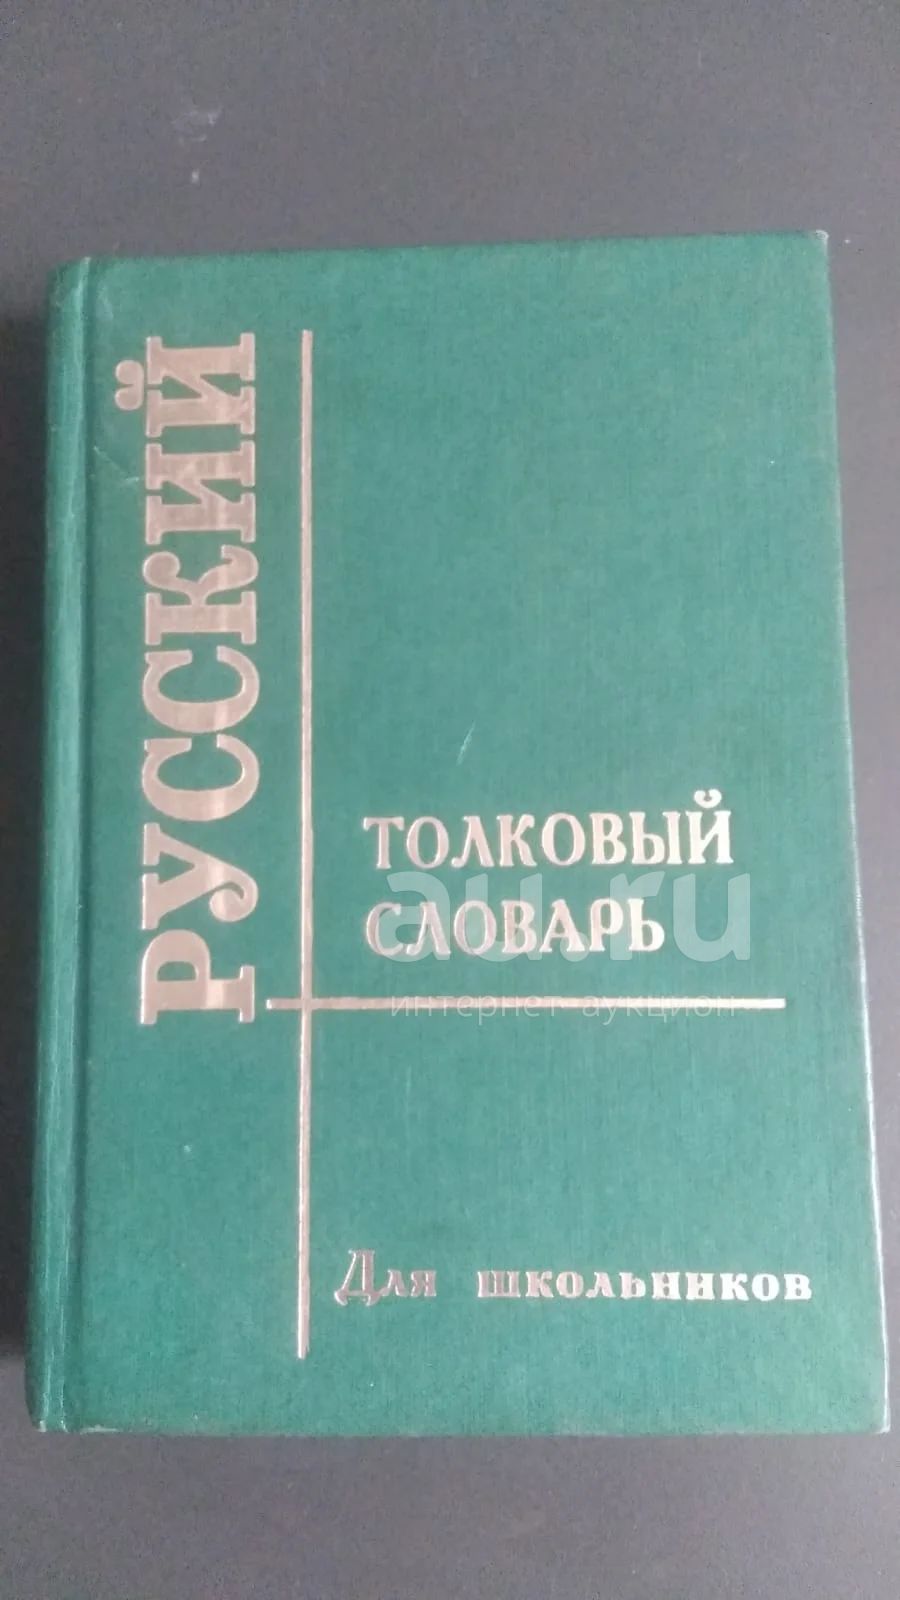 РУССКИЙ
ТОЛКОВЫЙ
СЛОВАРЬ
au.ru
интернет аукцион
Для школьников